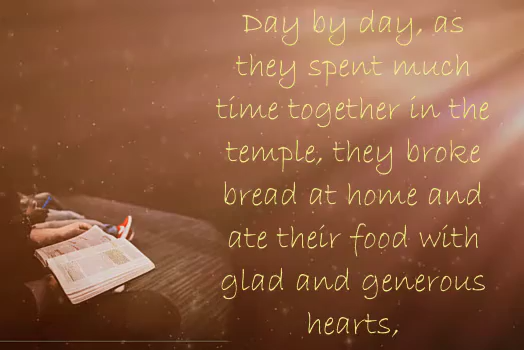 Day by day, as
they spent much
time together in the
temple, they broke
bread at home and
ate their food with
glad and generous
hearts,